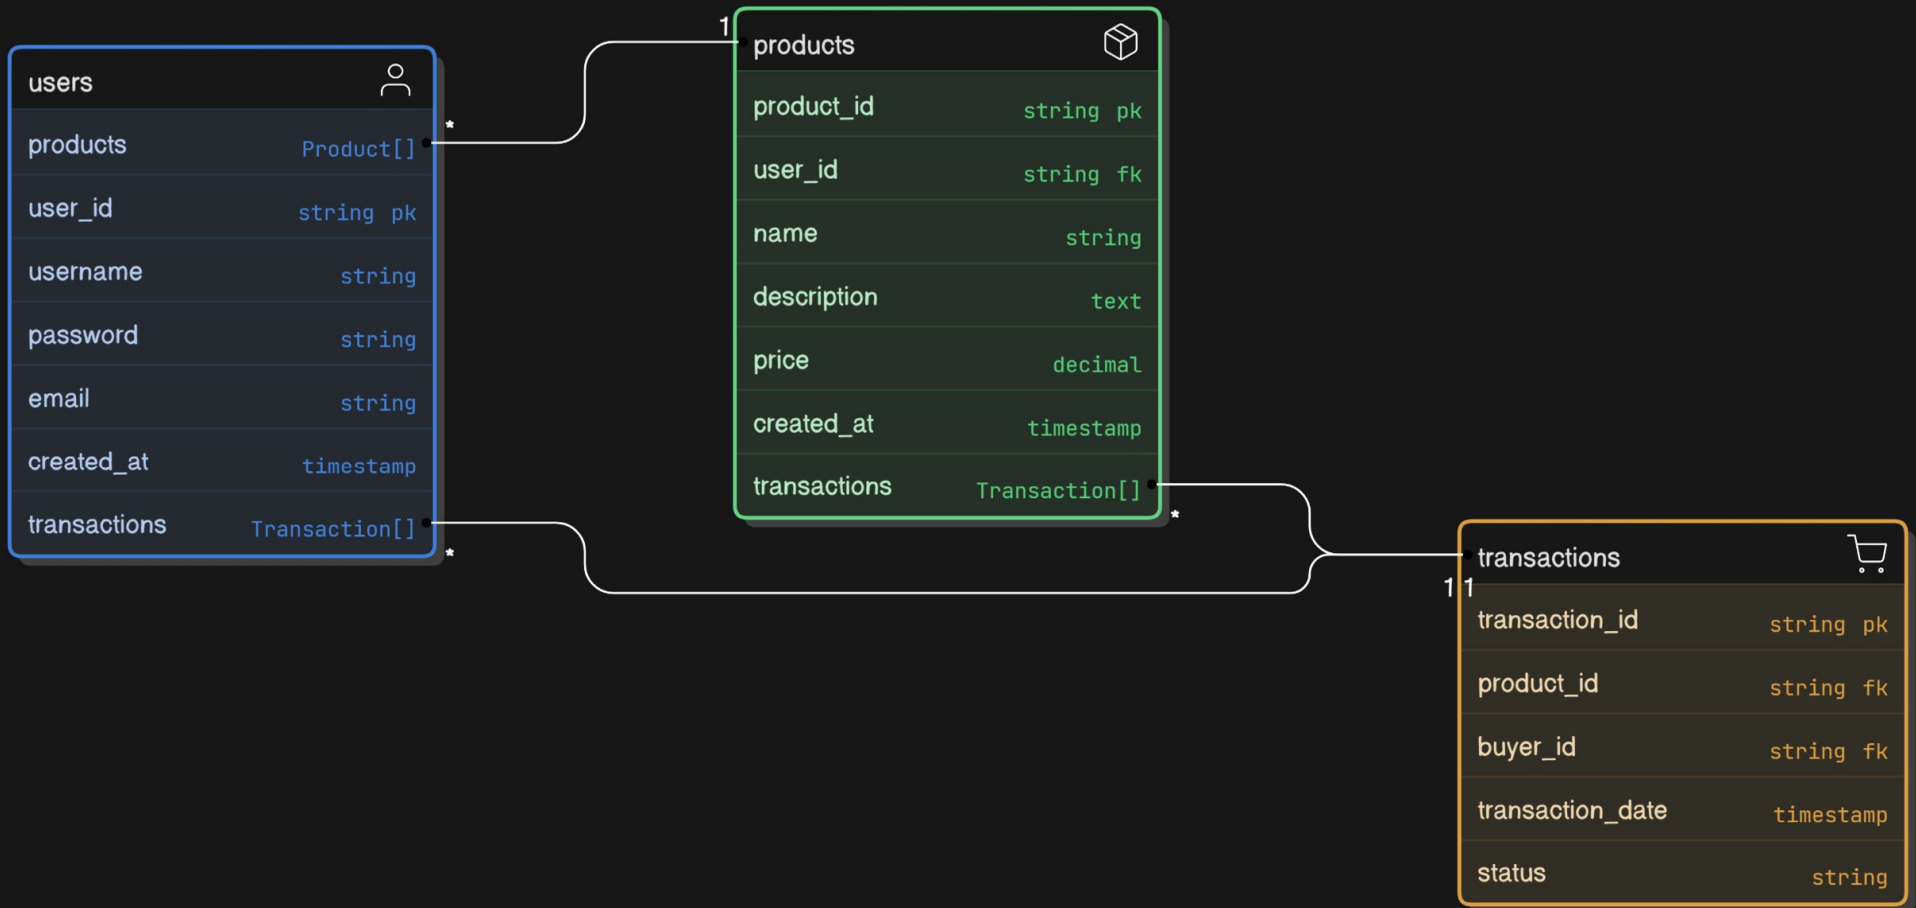 users
products Product[]
user_id string pk
username string
password string
email string
created_at timestamp
transactions Transaction[]
*
*
1
products
product_id string pk
user_id string fk
name string
description text
price decimal
created_at timestamp
transactions Transaction[]
*
1 1
transactions
transaction_id string pk
product_id string fk
buyer_id string fk
transaction_date timestamp
status string